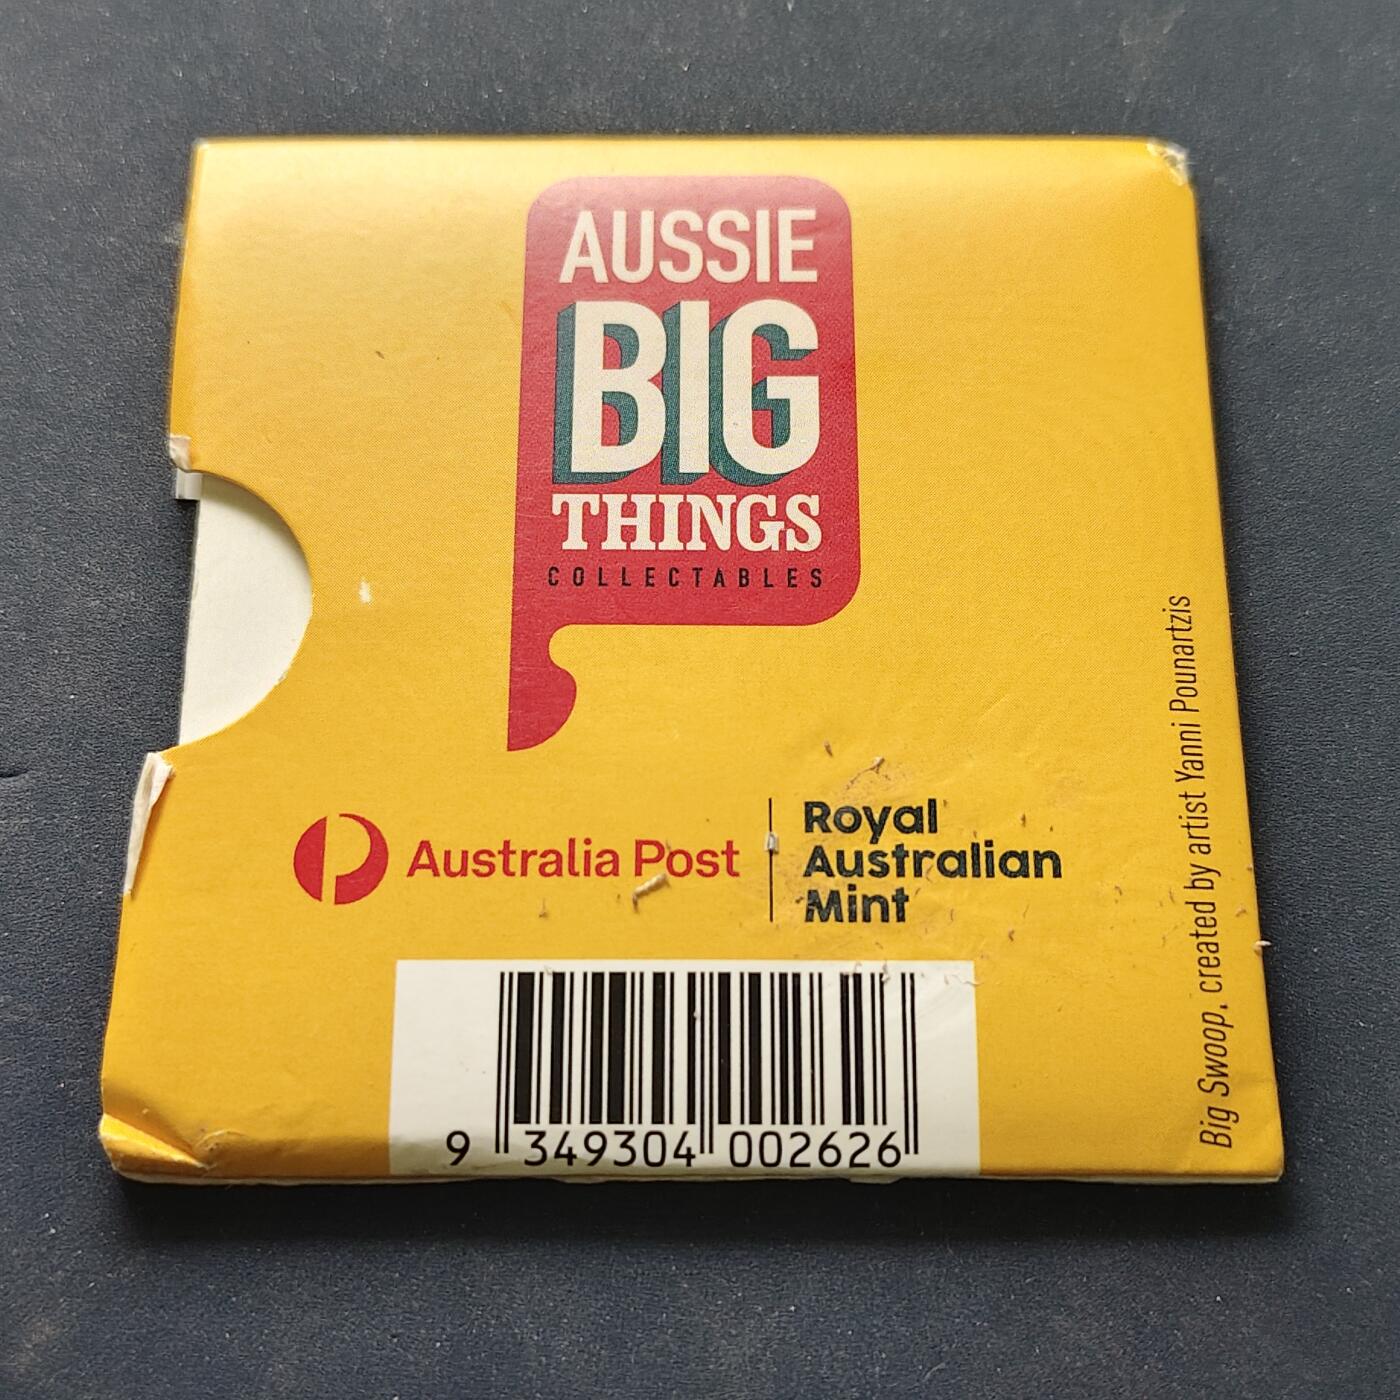 AUSSIE
BIG
THINGS
COLLECTABLES
Australia Post
Royal
Australian
Mint
Big Swoop, created by artist Yanni Pounartzis
9 349304 002626